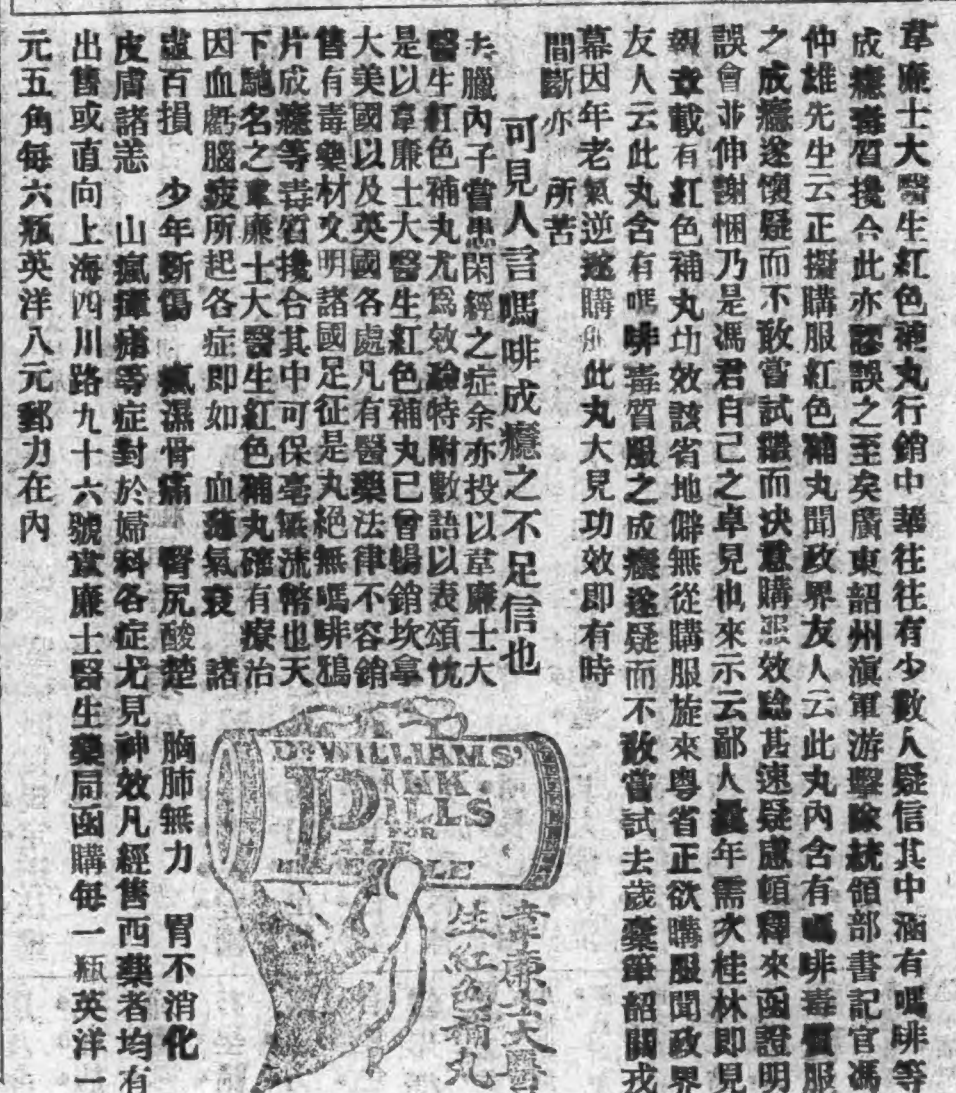 韋廉士大醫生紅色補丸行銷中華往往有少數人疑信其中涵有嗎啡等
成癮毒質攙合此亦謬誤之至矣廣東韶州滇軍游擊隊統領部書記官馮
仲雄先生云正擬購服紅色補丸聞政界友人云此丸內含有嗎啡毒質服
之成癮遂懷疑而不敢嘗試繼而決意購服效騐甚速疑慮頓釋來函證明
誤會並伸謝悃乃是馮君自己之卓見也來示云鄙人曩年需次桂林即見
報章載有紅色補丸功效該省地僻無從購服旋來粵省正欲購服聞政界
友人云此丸含有嗎啡毒質服之成癮遂疑而不敢嘗試去歲橐筆韶關戎
幕因年老氣逆遂購 此丸大見功效即有時
間斷亦 所苦
可見人言嗎啡成癮之不足信也
去臘內子嘗患閉經之症余亦投以韋廉士大
醫生紅色補丸尤爲效騐特附數語以表頌忱
是以韋廉士大醫生紅色補丸已曾暢銷坎拿
大美國以及英國各處凡有醫藥法律不容銷
售有毒藥材文明諸國足征是丸絕無嗎啡鴉
片成癮等毒質攙合其中可保毫無流幣也天
下馳名之韋廉士大醫生紅色補丸確有療治
因血虧腦疲所起各症即如 血薄氣衰 諸
虛百損 少年斲傷 瘋濕骨痛 腎尻酸楚 胸肺無力 胃不消化
皮膚諸恙 山瘋癉痛等症對於婦科各症尤見神效凡經售西藥者均有
出售或直向上海四川路九十六號韋廉士醫生藥局函購每一瓶英洋一
元五角每六瓶英洋八元郵力在內
DR WILLIAMS'
PINK
PILLS
FOR
PALE
PEOPLE
韋廉士大醫
生紅色補丸